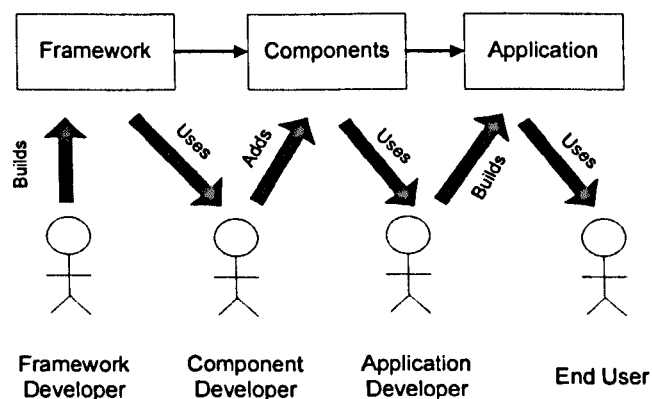 Framework
Components
Application
Builds
Uses
Adds
Uses
Builds
Uses
Framework
Developer
Component
Developer
Application
Developer
End User